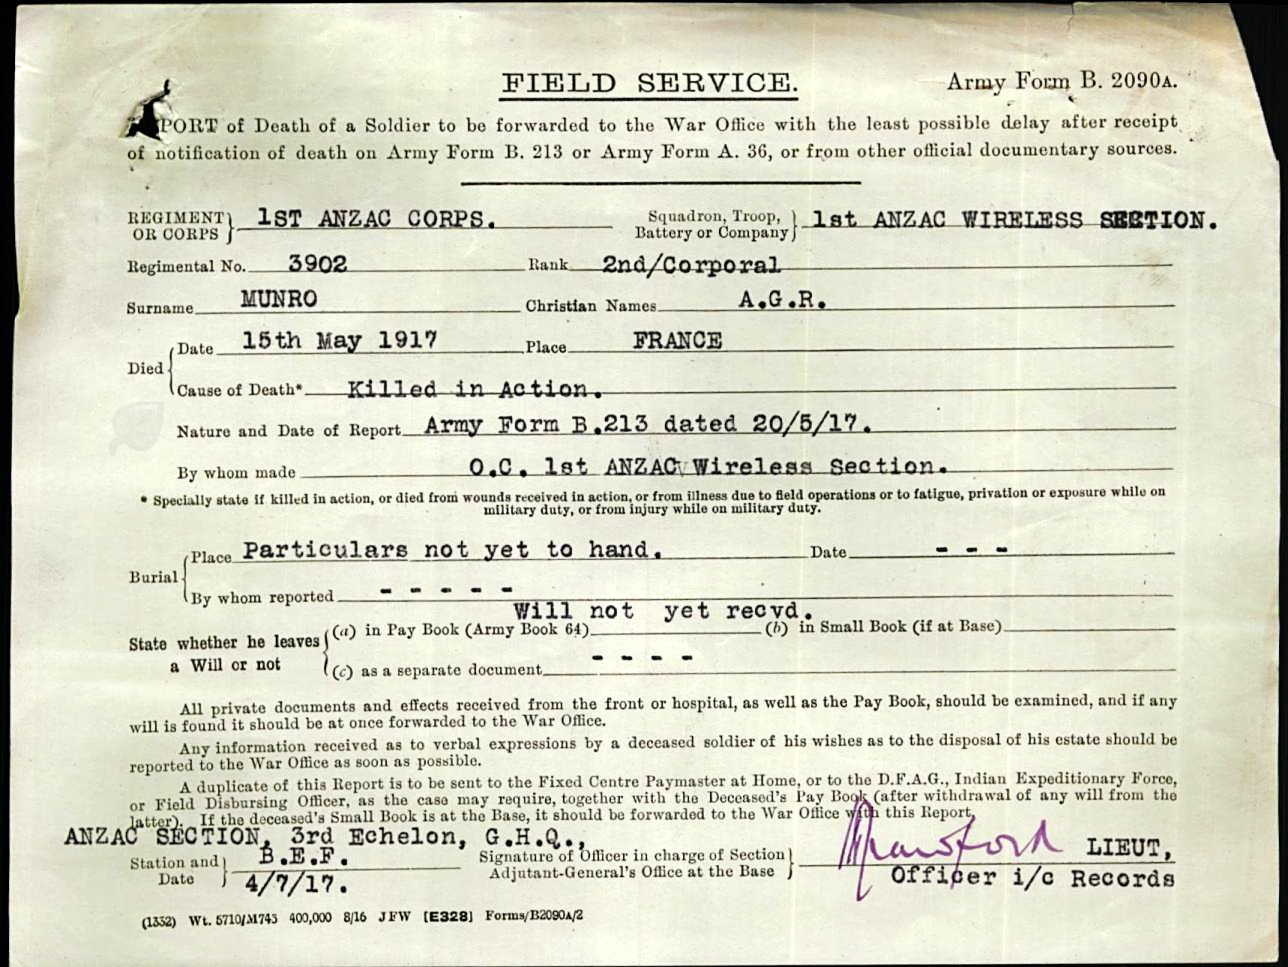 FIELD SERVICE.
Army Form B. 2090A.
PORT of Death of a Soldier to be forwarded to the War Office with the least possible delay after receipt
of notification of death on Army Form B. 213 or Army Form A. 36, or from other official documentary sources.
REGIMENT OR CORPS } 1ST ANZAC CORPS. Squadron, Troop, Battery or Company } 1st ANZAC WIRELESS SECTION.
Regimental No. 3902 Rank 2nd/Corporal
Surname MUNRO Christian Names A.G.R.
Died { Date 15th May 1917 Place FRANCE
Cause of Death* Killed in Action.
Nature and Date of Report Army Form B.213 dated 20/5/17.
By whom made O.C. 1st ANZAC Wireless Section.
* Specially state if killed in action, or died from wounds received in action, or from illness due to field operations or to fatigue, privation or exposure while on
military duty, or from injury while on military duty.
Burial { Place Particulars not yet to hand. Date - - -
By whom reported - - - - -
Will not yet recvd.
State whether he leaves a Will or not { (a) in Pay Book (Army Book 64) (b) in Small Book (if at Base)
(c) as a separate document - - - -
All private documents and effects received from the front or hospital, as well as the Pay Book, should be examined, and if any
will is found it should be at once forwarded to the War Office.
Any information received as to verbal expressions by a deceased soldier of his wishes as to the disposal of his estate should be
reported to the War Office as soon as possible.
A duplicate of this Report is to be sent to the Fixed Centre Paymaster at Home, or to the D.F.A.G., Indian Expeditionary Force,
or Field Disbursing Officer, as the case may require, together with the Deceased's Pay Book (after withdrawal of any will from the
latter). If the deceased's Small Book is at the Base, it should be forwarded to the War Office with this Report.
ANZAC SECTION, 3rd Echelon, G.H.Q.,
B.E.F.
Station and Date } 4/7/17.
Signature of Officer in charge of Section Adjutant-General's Office at the Base } LIEUT,
Officer i/c Records
(1332) Wt. 5710/M743 400,000 8/16 JFW [E328] Forms/B2090A/2